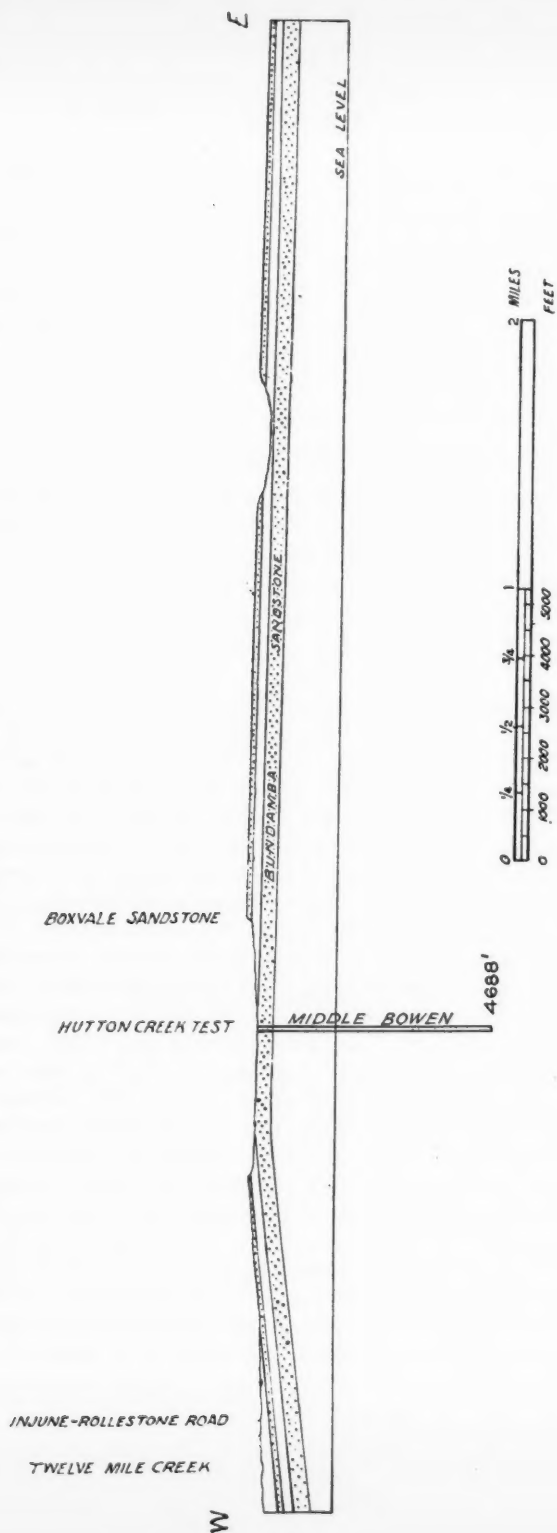 E
SEA LEVEL
BUNDAMBA SANDSTONE
BOXVALE SANDSTONE
HUTTON CREEK TEST
MIDDLE BOWEN
4688'
INJUNE-ROLLESTONE ROAD
TWELVE MILE CREEK
W
0 1/4 1/2 3/4 1 2 MILES
0 1000 2000 3000 4000 5000 FEET